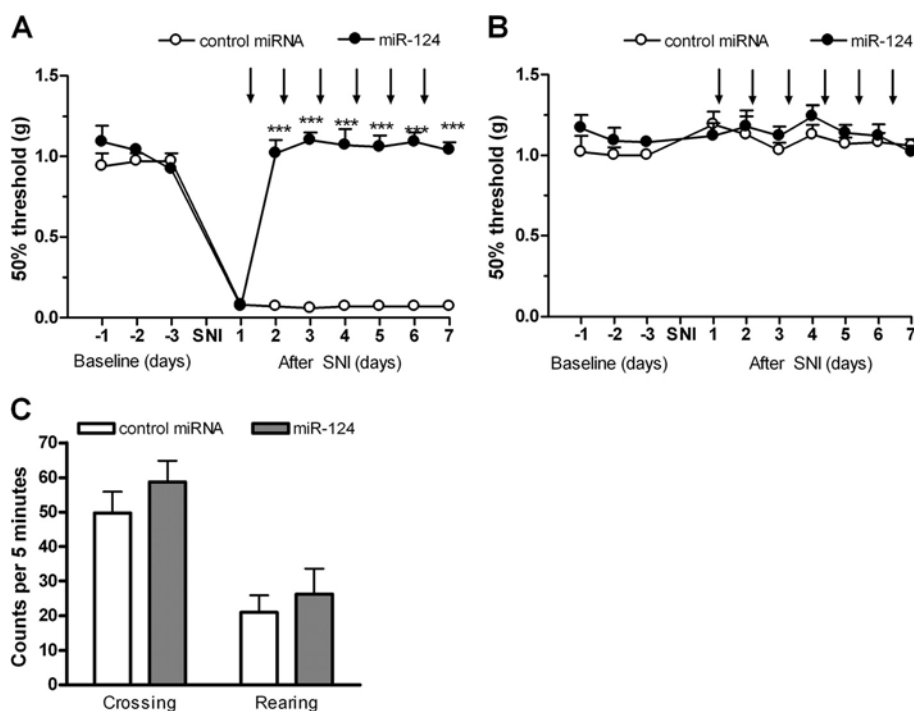 A
control miRNA
miR-124
50% threshold (g)
1.5
1.0
0.5
0.0
*** *** *** *** *** ***
-1 -2 -3 SNI 1 2 3 4 5 6 7
Baseline (days) After SNI (days)
B
control miRNA
miR-124
50% threshold (g)
1.5
1.0
0.5
0.0
-1 -2 -3 SNI 1 2 3 4 5 6 7
Baseline (days) After SNI (days)
C
control miRNA
miR-124
Counts per 5 minutes
70
60
50
40
30
20
10
0
Crossing Rearing